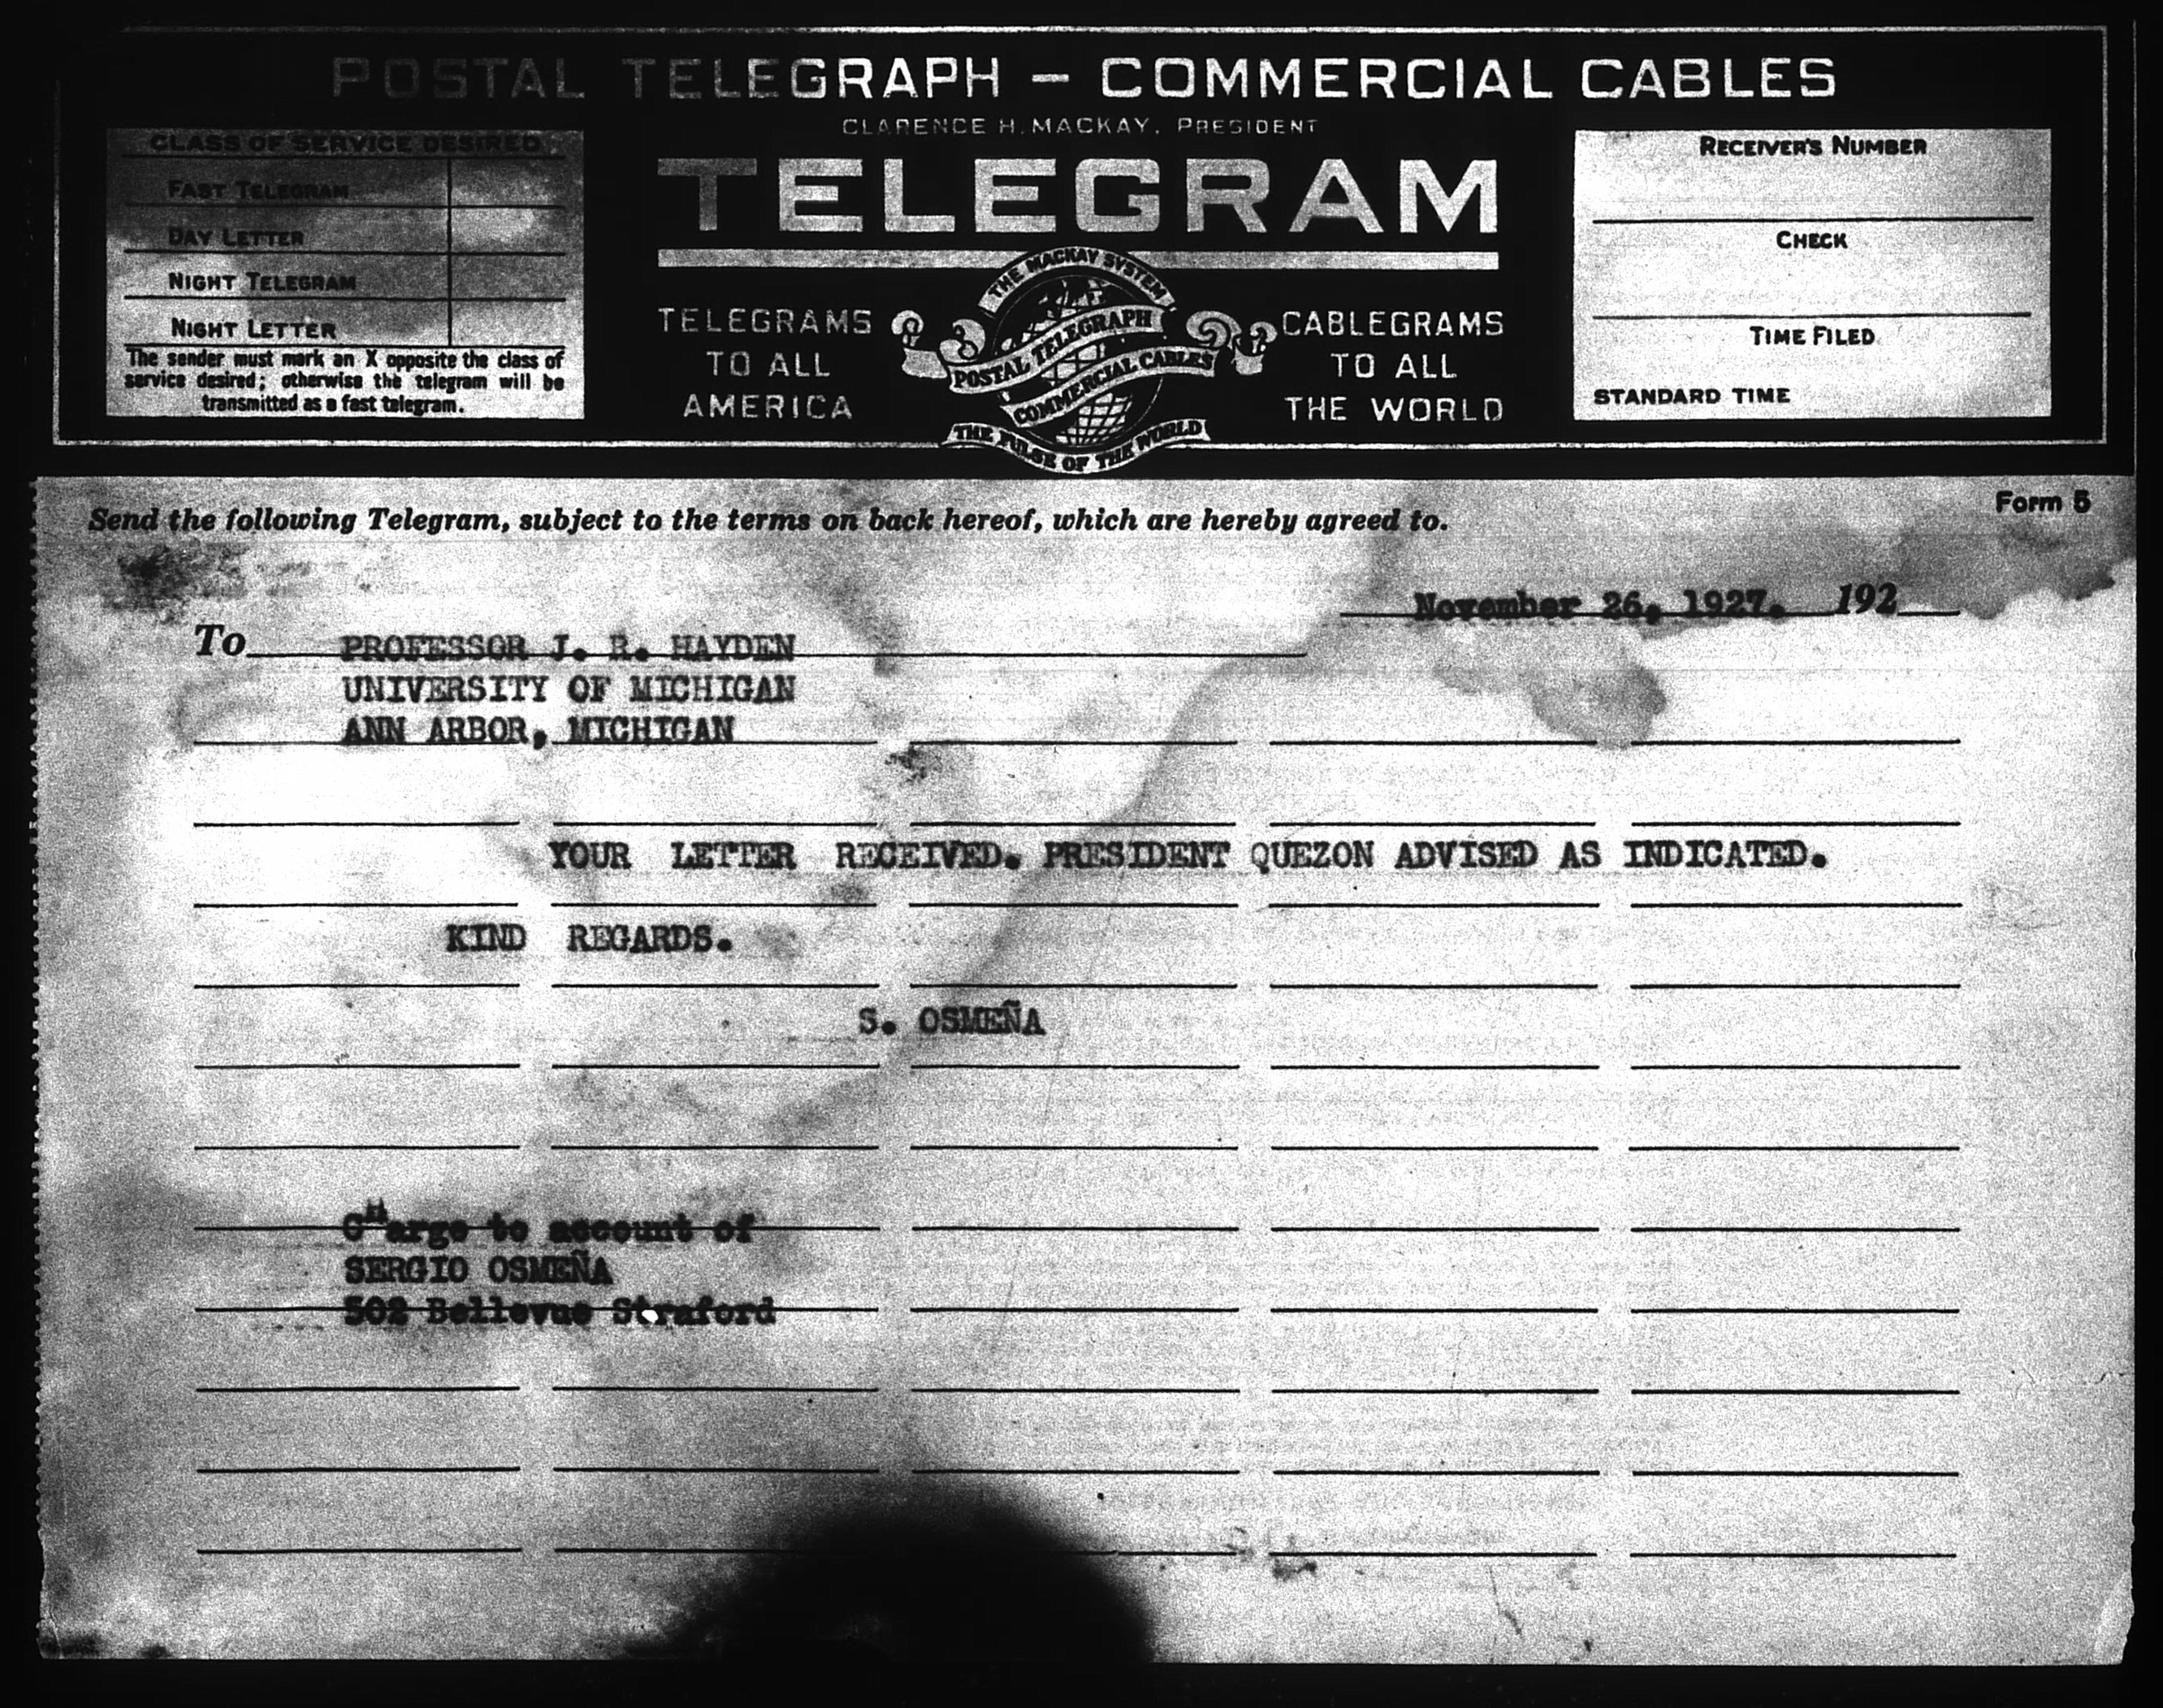 POSTAL TELEGRAPH – COMMERCIAL CABLES
CLARENCE H. MACKAY, PRESIDENT
CLASS OF SERVICE DESIRED
FAST TELEGRAM
DAY LETTER
NIGHT TELEGRAM
NIGHT LETTER
The sender must mark an X opposite the class of
service desired; otherwise the telegram will be
transmitted as a fast telegram.
TELEGRAM
TELEGRAMS
TO ALL
AMERICA
THE MACKAY SYSTEM
POSTAL TELEGRAPH
COMMERCIAL CABLES
THE PULSE OF THE WORLD
CABLEGRAMS
TO ALL
THE WORLD
RECEIVER'S NUMBER
CHECK
TIME FILED
STANDARD TIME
Form 5
Send the following Telegram, subject to the terms on back hereof, which are hereby agreed to.
November 26, 1927. 192
To PROFESSOR J. R. HAYDEN
UNIVERSITY OF MICHIGAN
ANN ARBOR, MICHIGAN
YOUR LETTER RECEIVED. PRESIDENT QUEZON ADVISED AS INDICATED.
KIND REGARDS.
S. OSMEÑA
CHarge to account of
SERGIO OSMEÑA
502 Bellevue Straford